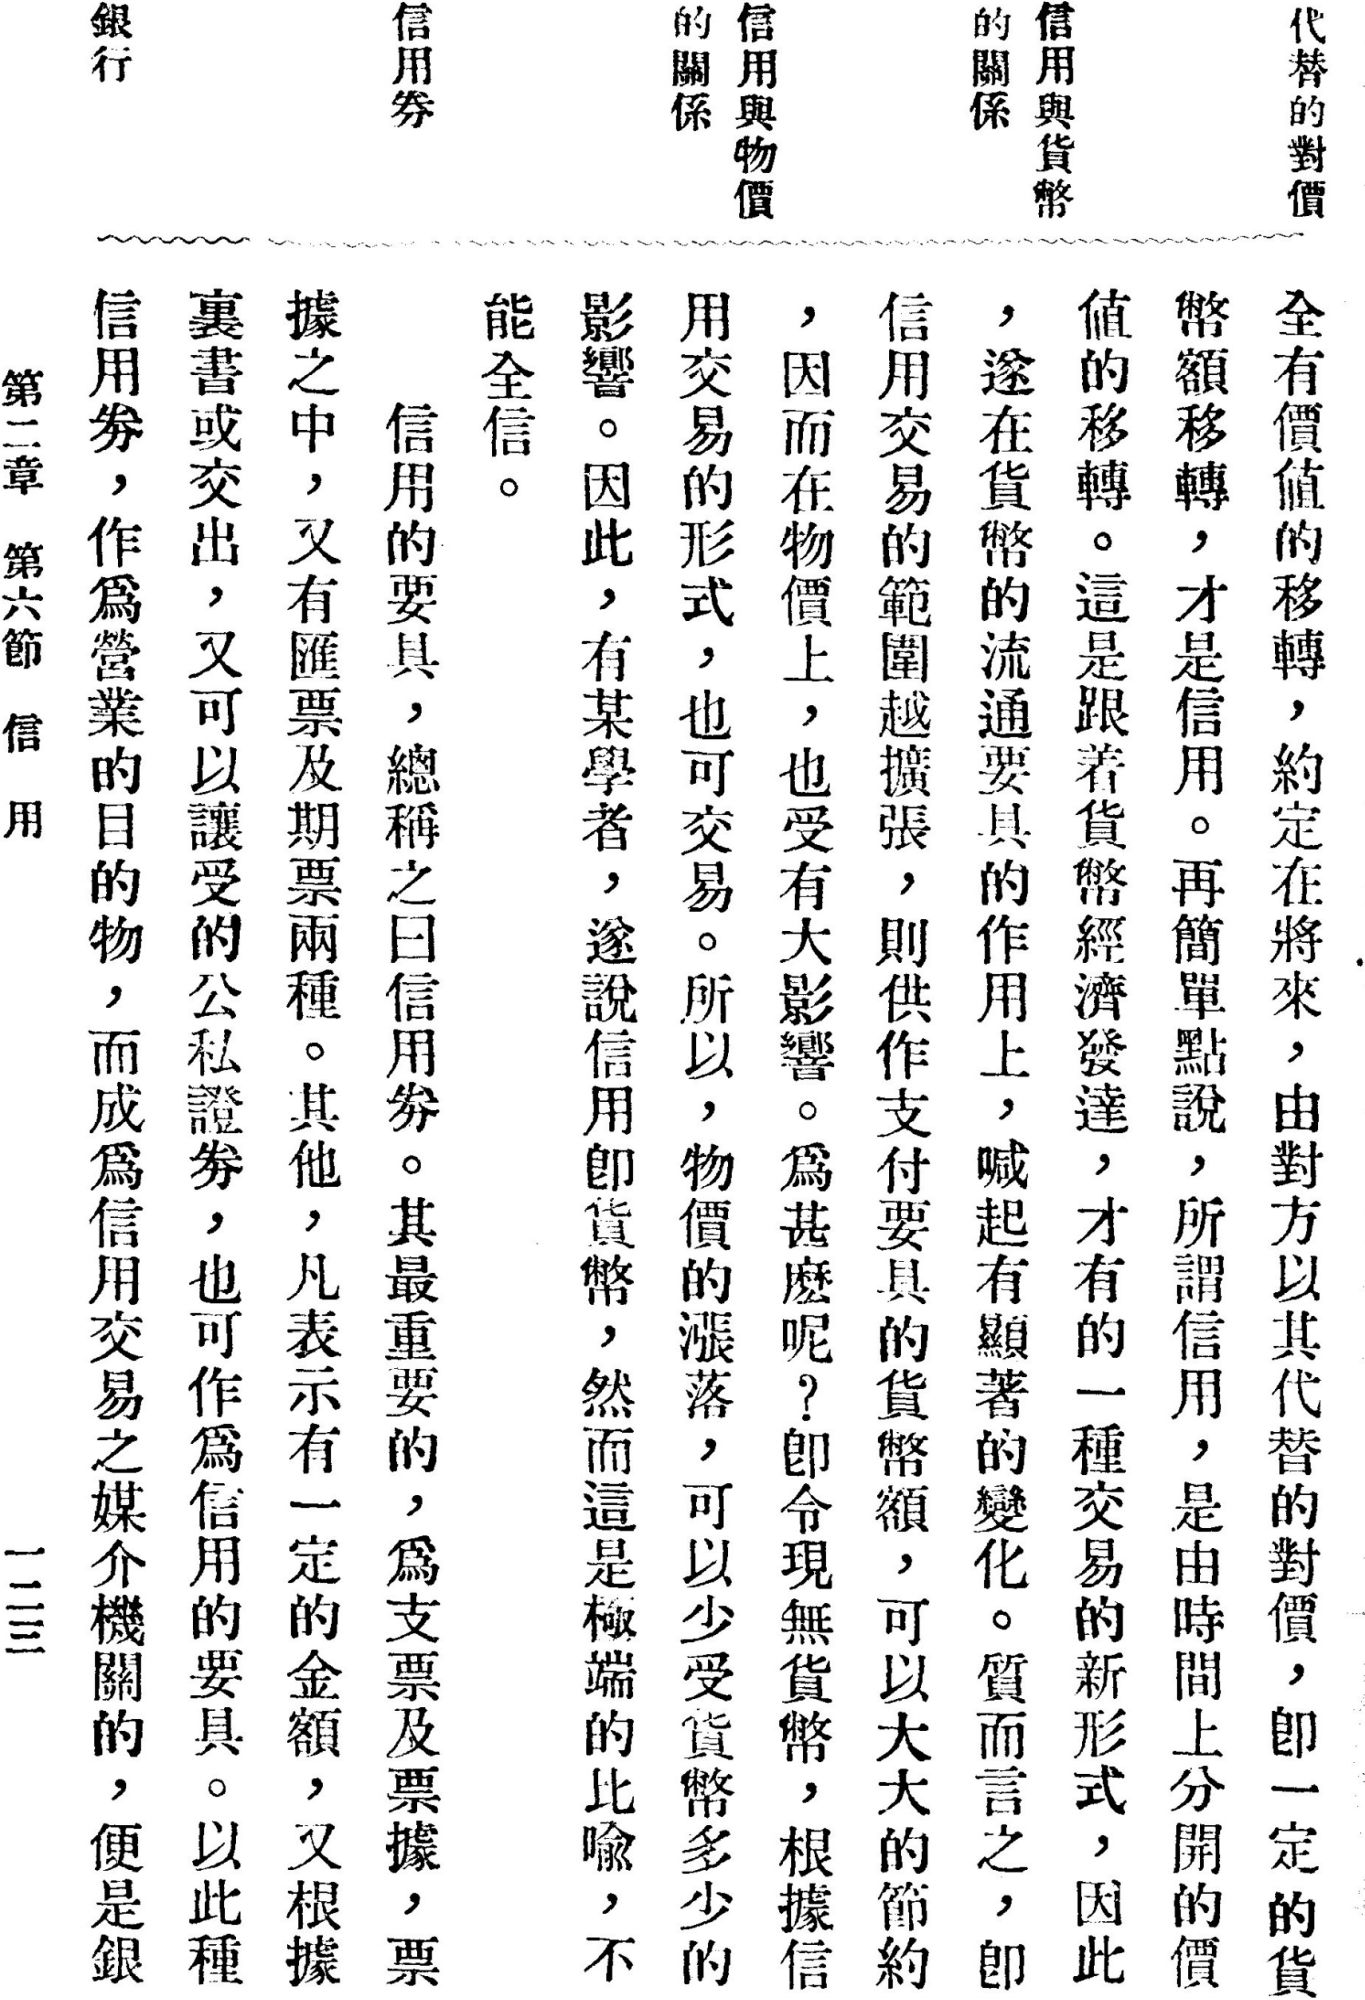 代替的對價
信用與貨幣
的關係
信用與物價
的關係
信用券
銀行
全有價値的移轉，約定在將來，由對方以其代替的對價，卽一定的貨
幣額移轉，才是信用。再簡單點說，所謂信用，是由時間上分開的價
値的移轉。這是跟着貨幣經濟發達，才有的一種交易的新形式，因此
，遂在貨幣的流通要具的作用上，喊起有顯著的變化。質而言之，卽
信用交易的範圍越擴張，則供作支付要具的貨幣額，可以大大的節約
，因而在物價上，也受有大影響。爲甚麽呢？卽令現無貨幣，根據信
用交易的形式，也可交易。所以，物價的漲落，可以少受貨幣多少的
影響。因此，有某學者，遂說信用卽貨幣，然而這是極端的比喩，不
能全信。
信用的要具，總稱之曰信用券。其最重要的，爲支票及票據，票
據之中，又有匯票及期票兩種。其他，凡表示有一定的金額，又根據
裏書或交出，又可以讓受的公私證券，也可作爲信用的要具。以此種
信用券，作爲營業的目的物，而成爲信用交易之媒介機關的，便是銀
第二章　第六節　信　用　一二三